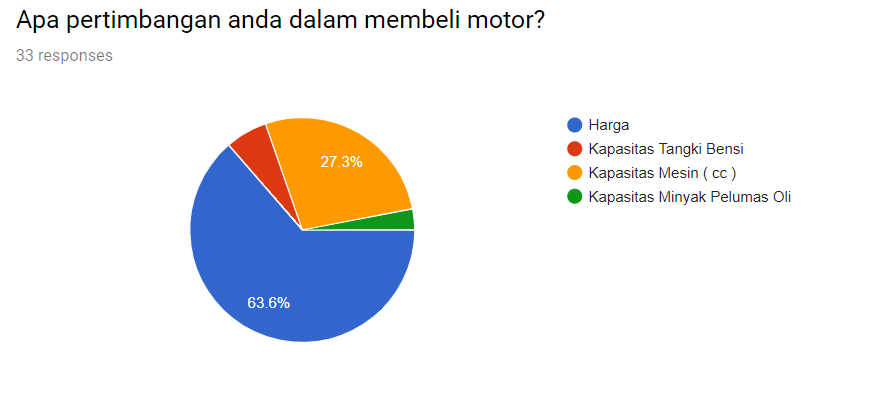 Apa pertimbangan anda dalam membeli motor?
33 responses
27.3%
63.6%
Harga
Kapasitas Tangki Bensi
Kapasitas Mesin ( cc )
Kapasitas Minyak Pelumas Oli